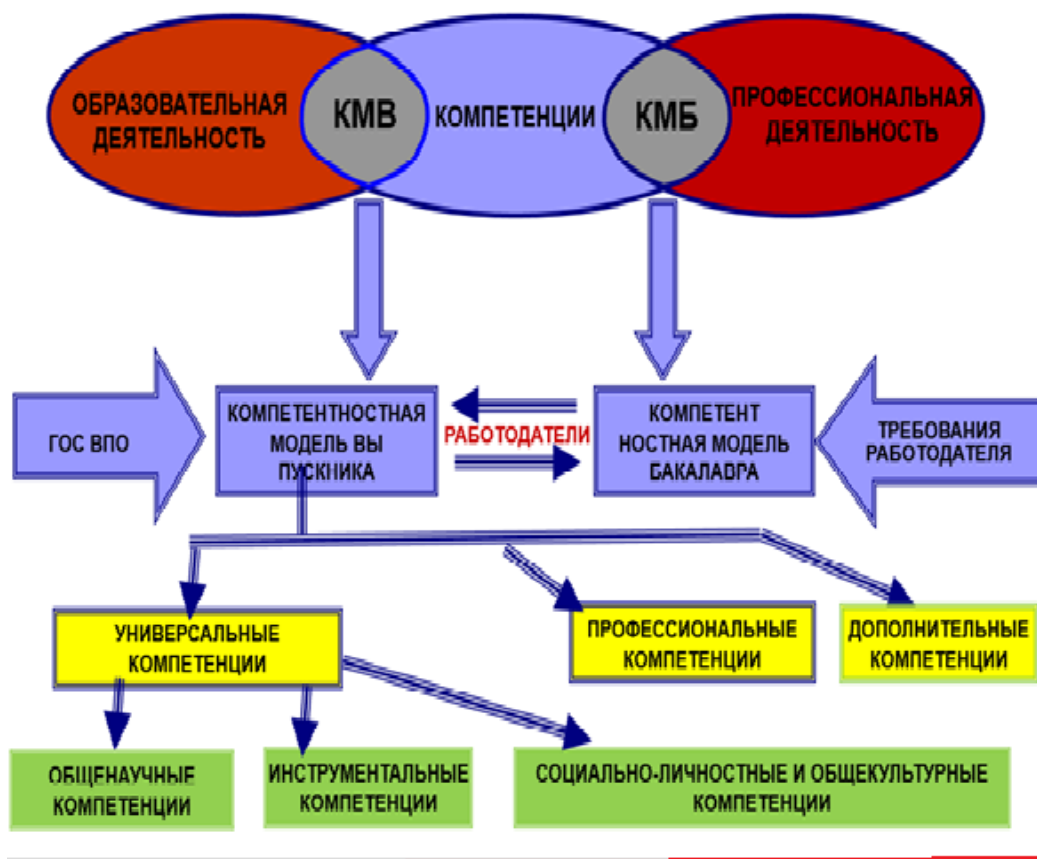 ОБРАЗОВАТЕЛЬНАЯ
ДЕЯТЕЛЬНОСТЬ
КМВ
КОМПЕТЕНЦИИ
КМБ
ПРОФЕССИОНАЛЬНАЯ
ДЕЯТЕЛЬНОСТЬ
ГОС ВПО
КОМПЕТЕНТНОСТНАЯ
МОДЕЛЬ ВЫ
ПУСКНИКА
РАБОТОДАТЕЛИ
КОМПЕТЕНТ
НОСТНАЯ МОДЕЛЬ
БАКАЛАВРА
ТРЕБОВАНИЯ
РАБОТОДАТЕЛЯ
УНИВЕРСАЛЬНЫЕ
КОМПЕТЕНЦИИ
ПРОФЕССИОНАЛЬНЫЕ
КОМПЕТЕНЦИИ
ДОПОЛНИТЕЛЬНЫЕ
КОМПЕТЕНЦИИ
ОБЩЕНАУЧНЫЕ
КОМПЕТЕНЦИИ
ИНСТРУМЕНТАЛЬНЫЕ
КОМПЕТЕНЦИИ
СОЦИАЛЬНО-ЛИЧНОСТНЫЕ И ОБЩЕКУЛЬТУРНЫЕ
КОМПЕТЕНЦИИ